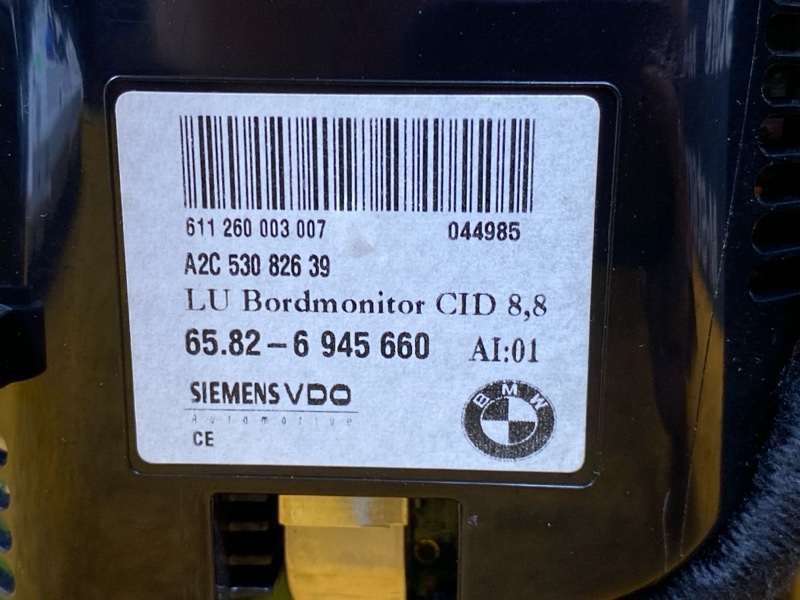 611 260 003 007 044985
A2C 530 826 39
LU Bordmonitor CID 8,8
65.82-6 945 660 AI:01
SIEMENS VDO
Automotive
CE
BMW